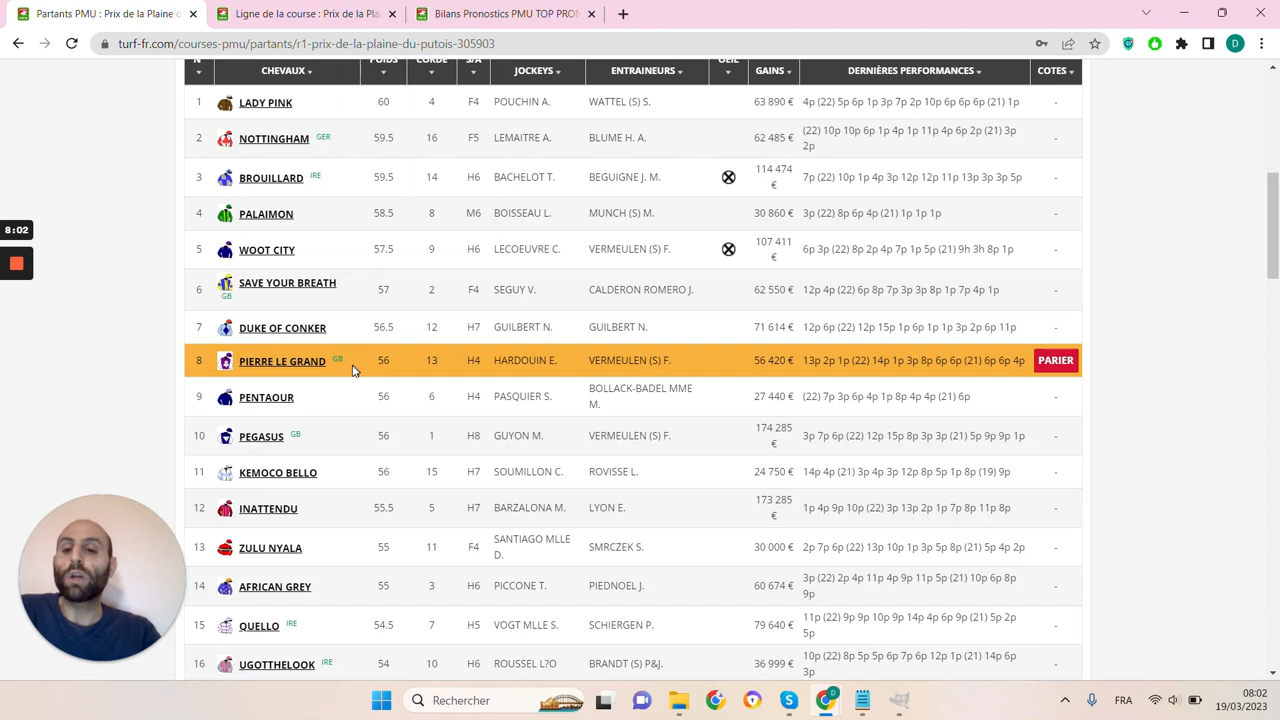 Partants PMU : Prix de la Plaine d
Ligne de la course : Prix de la Pla
Bilans Pronostics PMU TOP PRON
turf-fr.com/courses-pmu/partants/r1-prix-de-la-plaine-du-putois-305903
N° CHEVAUX POIDS CORDE S/A JOCKEYS ENTRAINEURS OEIL GAINS DERNIÈRES PERFORMANCES COTES
1 LADY PINK 60 4 F4 POUCHIN A. WATTEL (S) S. 63 890 € 4p (22) 5p 6p 1p 3p 7p 2p 10p 6p 6p 6p (21) 1p -
2 NOTTINGHAM GER 59.5 16 F5 LEMAITRE A. BLUME H. A. 62 485 € (22) 10p 10p 6p 1p 4p 1p 11p 4p 6p 2p (21) 3p -
2p
3 BROUILLARD IRE 59.5 14 H6 BACHELOT T. BEGUIGNE J. M. 114 474 7p (22) 10p 1p 4p 3p 12p 12p 11p 13p 3p 3p 5p -
€
4 PALAIMON 58.5 8 M6 BOISSEAU L. MUNCH (S) M. 30 860 € 3p (22) 8p 6p 4p (21) 1p 1p 1p -
5 WOOT CITY 57.5 9 H6 LECOEUVRE C. VERMEULEN (S) F. 107 411 6p 3p (22) 8p 2p 4p 7p 1p 5p (21) 9h 3h 8p 1p -
€
6 SAVE YOUR BREATH GB 57 2 F4 SEGUY V. CALDERON ROMERO J. 62 550 € 12p 4p (22) 6p 8p 7p 3p 3p 8p 1p 7p 4p 1p -
7 DUKE OF CONKER 56.5 12 H7 GUILBERT N. GUILBERT N. 71 614 € 12p 6p (22) 12p 15p 1p 6p 1p 1p 3p 2p 6p 11p -
8 PIERRE LE GRAND GB 56 13 H4 HARDOUIN E. VERMEULEN (S) F. 56 420 € 13p 2p 1p (22) 14p 1p 3p 8p 6p 6p (21) 6p 6p 4p PARIER
9 PENTAOUR 56 6 H4 PASQUIER S. BOLLACK-BADEL MME 27 440 € (22) 7p 3p 6p 4p 1p 8p 4p 4p (21) 6p -
M.
10 PEGASUS GB 56 1 H8 GUYON M. VERMEULEN (S) F. 174 285 3p 7p 6p (22) 12p 15p 8p 3p 3p (21) 5p 9p 9p 1p -
€
11 KEMOCO BELLO 56 15 H7 SOUMILLON C. ROVISSE L. 24 750 € 14p 4p (21) 3p 4p 3p 12p 8p 5p 1p 8p (19) 9p -
12 INATTENDU 55.5 5 H7 BARZALONA M. LYON E. 173 285 1p 4p 9p 10p (22) 3p 13p 2p 1p 7p 8p 11p 8p -
€
13 ZULU NYALA 55 11 F4 SANTIAGO MLLE SMRCZEK S. 30 000 € 2p 7p 6p (22) 13p 10p 1p 3p 5p 8p (21) 5p 4p 2p -
D.
14 AFRICAN GREY 55 3 H6 PICCONE T. PIEDNOEL J. 60 674 € 3p (22) 2p 4p 11p 4p 9p 11p 5p (21) 10p 6p 8p -
9p
15 QUELLO IRE 54.5 7 H5 VOGT MLLE S. SCHIERGEN P. 79 640 € 11p (22) 9p 9p 10p 9p 14p 4p 6p 9p (21) 1p 2p -
5p
16 UGOTTHELOOK IRE 54 10 H6 ROUSSEL L?O BRANDT (S) P&J. 36 999 € 10p (22) 8p 5p 5p 6p 7p 6p 12p 1p (21) 14p 6p -
3p
8:02
Rechercher
FRA
08:02
19/03/2023